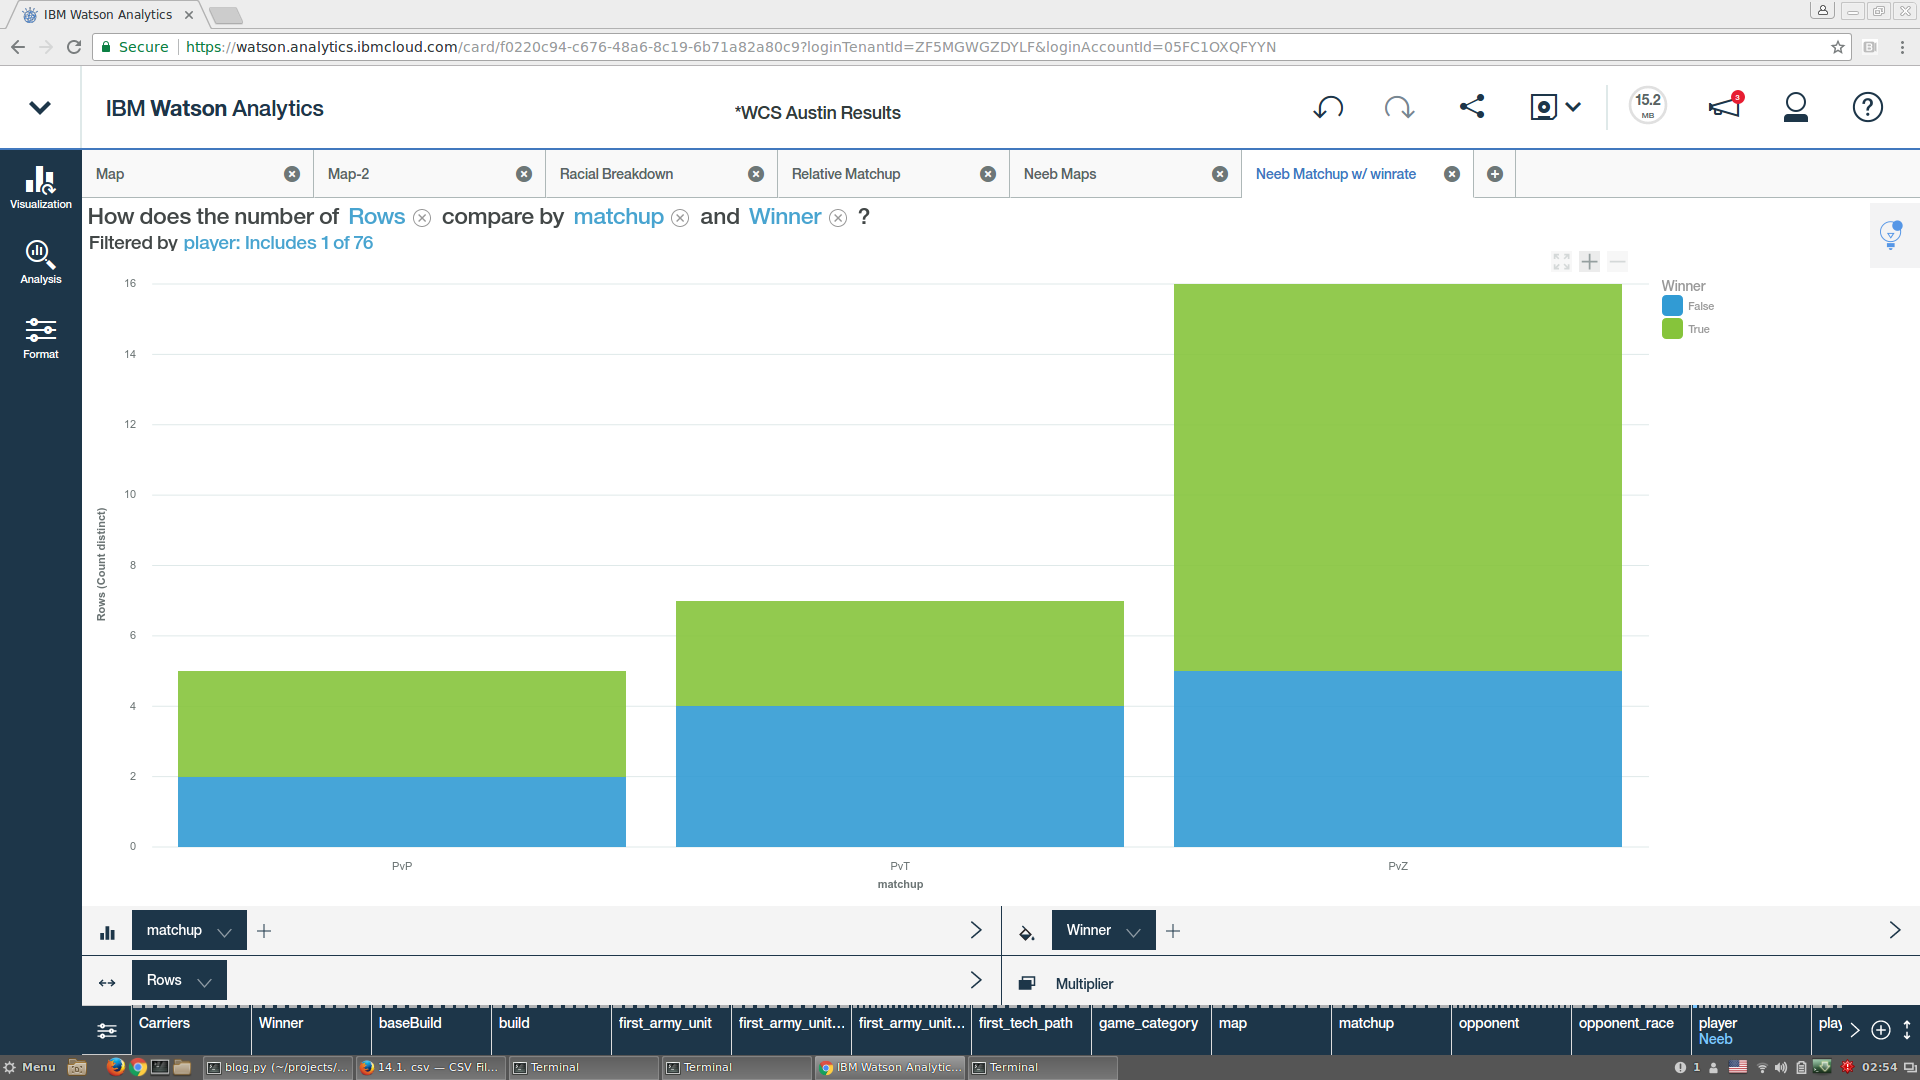 IBM Watson Analytics
Secure https://watson.analytics.ibmcloud.com/card/f0220c94-c676-48a6-8c19-6b71a82a80c9?loginTenantId=ZF5MGWGZDYLF&loginAccountId=05FC1OXQFYYN
IBM Watson Analytics
*WCS Austin Results
15.2
MB
3
Visualization
Analysis
Format
Map
Map-2
Racial Breakdown
Relative Matchup
Neeb Maps
Neeb Matchup w/ winrate
How does the number of Rows compare by matchup and Winner ?
Filtered by player: Includes 1 of 76
16
14
12
10
8
6
4
2
0
Rows (Count distinct)
PvP
PvT
PvZ
matchup
Winner
False
True
matchup
Winner
Rows
Multiplier
Carriers
Winner
baseBuild
build
first_army_unit
first_army_unit...
first_army_unit...
first_tech_path
game_category
map
matchup
opponent
opponent_race
player
Neeb
play
Menu
blog.py (~/projects/...
14.1. csv — CSV Fil...
Terminal
Terminal
IBM Watson Analytic...
Terminal
1
02:54